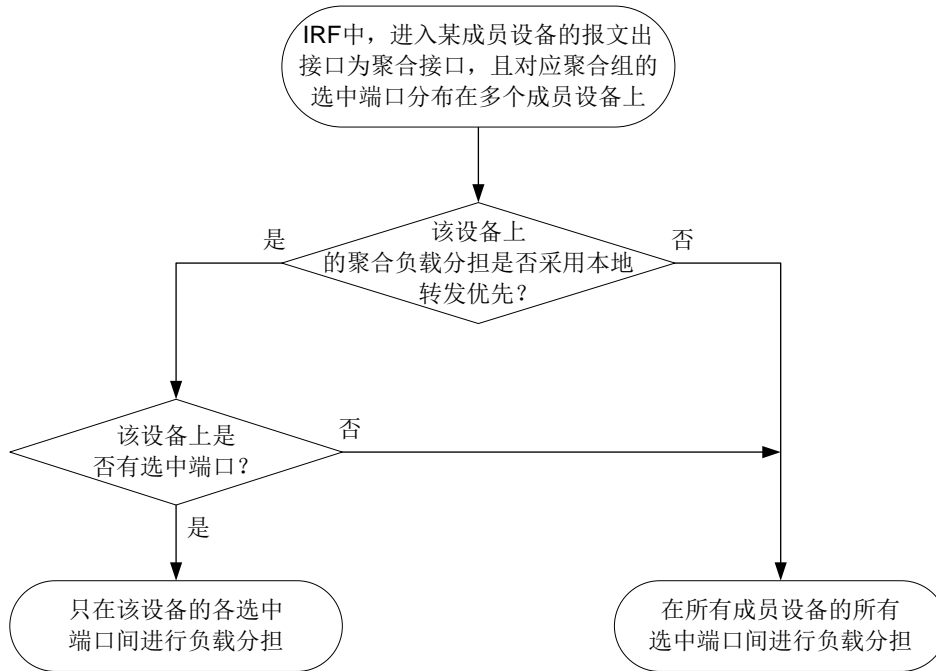 IRF中，进入某成员设备的报文出
接口为聚合接口，且对应聚合组的
选中端口分布在多个成员设备上
该设备上
的聚合负载分担是否采用本地
转发优先？
是
否
该设备上是
否有选中端口？
否
是
只在该设备的各选中
端口间进行负载分担
在所有成员设备的所有
选中端口间进行负载分担